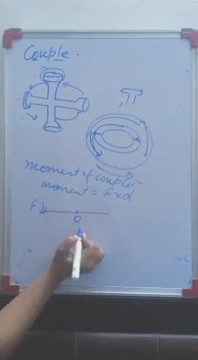 Couple :-
moment of couple :-
moment = F x d
F
O